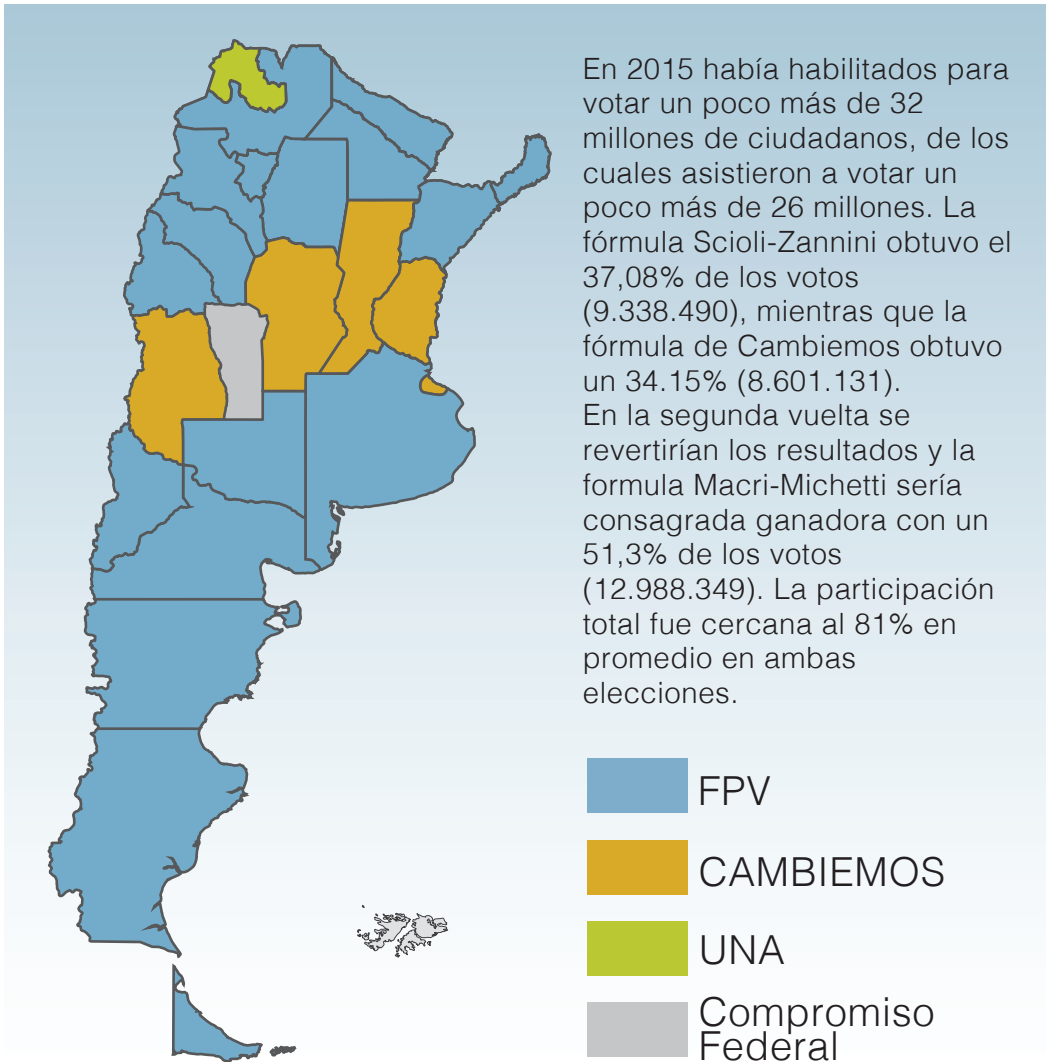 En 2015 había habilitados para
votar un poco más de 32
millones de ciudadanos, de los
cuales asistieron a votar un
poco más de 26 millones. La
fórmula Scioli-Zannini obtuvo el
37,08% de los votos
(9.338.490), mientras que la
fórmula de Cambiemos obtuvo
un 34.15% (8.601.131).
En la segunda vuelta se
revertirían los resultados y la
formula Macri-Michetti sería
consagrada ganadora con un
51,3% de los votos
(12.988.349). La participación
total fue cercana al 81% en
promedio en ambas
elecciones.
FPV
CAMBIEMOS
UNA
Compromiso
Federal